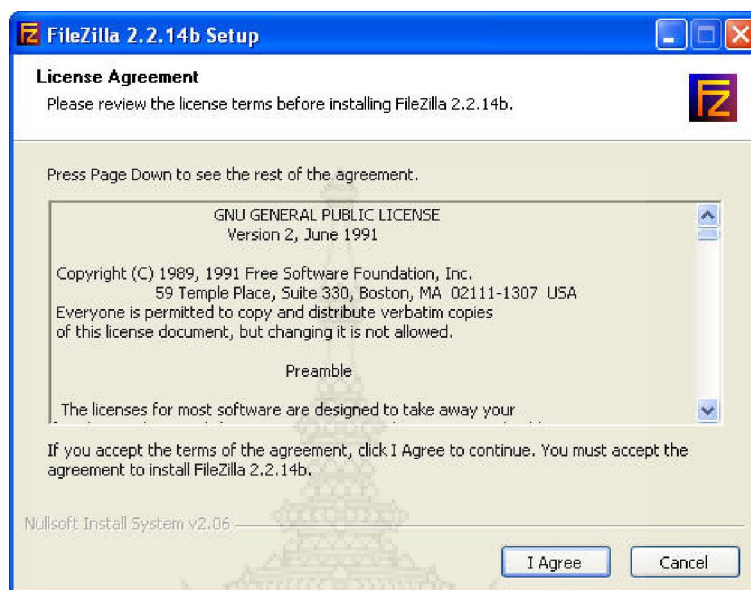 FileZilla 2.2.14b Setup
License Agreement
Please review the license terms before installing FileZilla 2.2.14b.
FZ
Press Page Down to see the rest of the agreement.
GNU GENERAL PUBLIC LICENSE
Version 2, June 1991
Copyright (C) 1989, 1991 Free Software Foundation, Inc.
59 Temple Place, Suite 330, Boston, MA 02111-1307 USA
Everyone is permitted to copy and distribute verbatim copies
of this license document, but changing it is not allowed.
Preamble
The licenses for most software are designed to take away your
If you accept the terms of the agreement, click I Agree to continue. You must accept the
agreement to install FileZilla 2.2.14b.
Nullsoft Install System v2.06
I Agree
Cancel